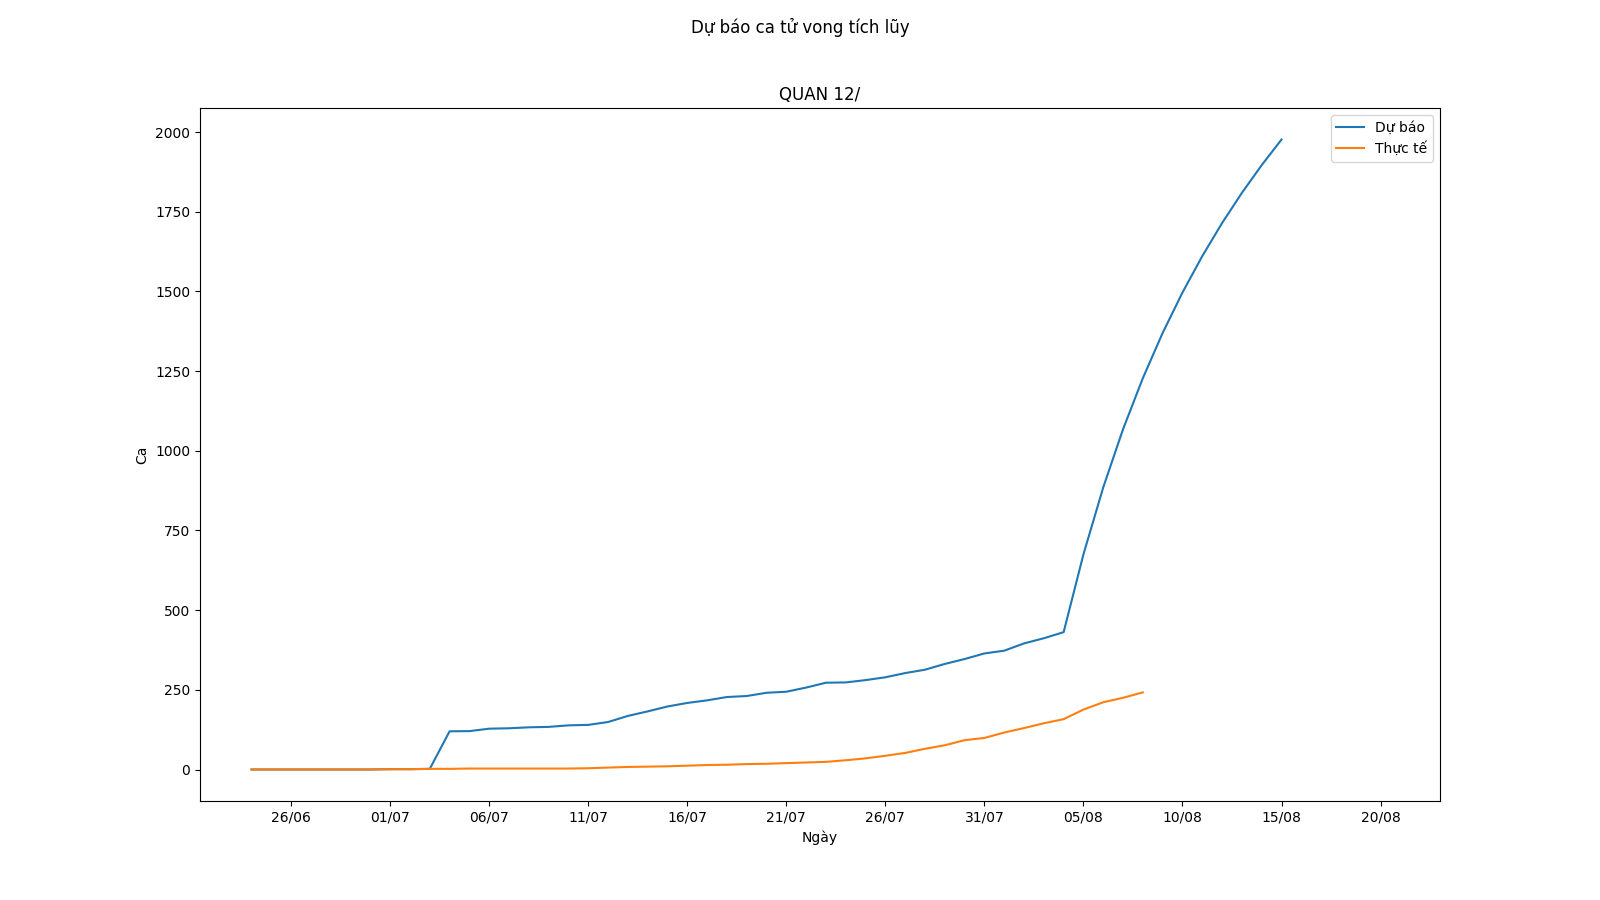 Dự báo ca tử vong tích lũy
QUAN 12/
Dự báo
Thực tế
2000
1750
1500
1250
1000
750
500
250
0
Ca
26/06 01/07 06/07 11/07 16/07 21/07 26/07 31/07 05/08 10/08 15/08 20/08
Ngày